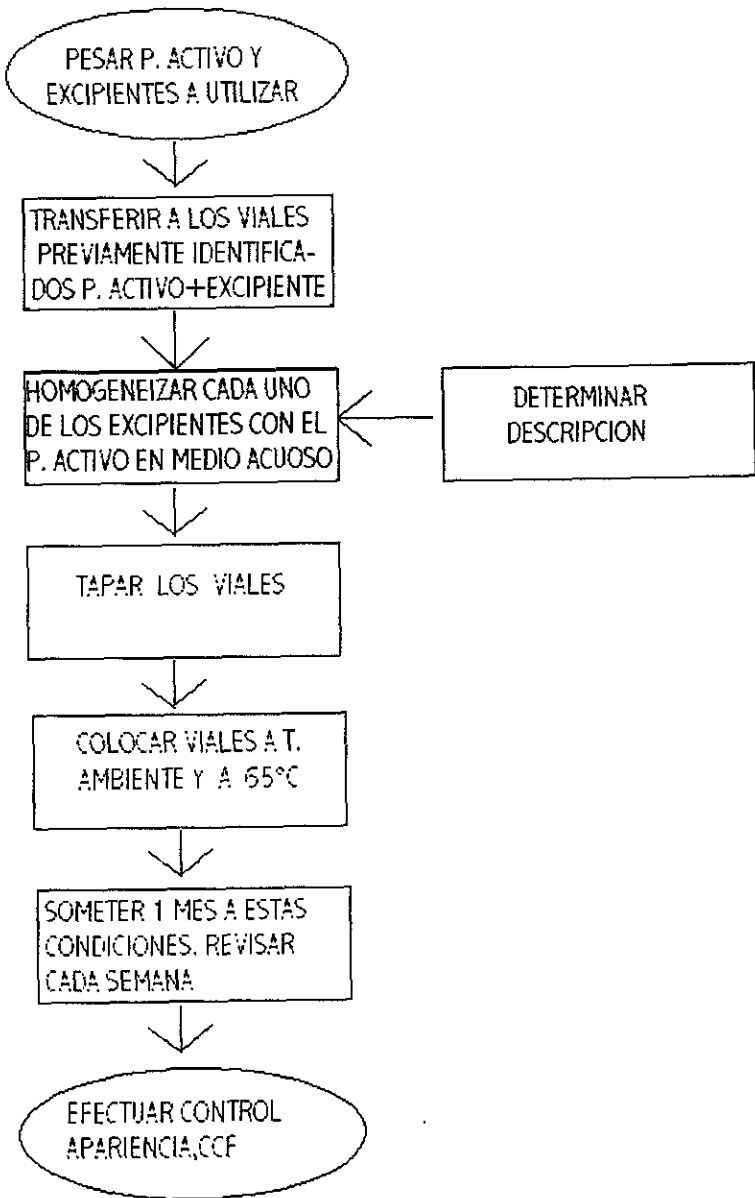 PESAR P. ACTIVO Y
EXCIPIENTES A UTILIZAR
TRANSFERIR A LOS VIALES
PREVIAMENTE IDENTIFICA-
DOS P. ACTIVO+EXCIPIENTE
HOMOGENEIZAR CADA UNO
DE LOS EXCIPIENTES CON EL
P. ACTIVO EN MEDIO ACUOSO
DETERMINAR
DESCRIPCION
TAPAR LOS VIALES
COLOCAR VIALES A T.
AMBIENTE Y A 65°C
SOMETER 1 MES A ESTAS
CONDICIONES. REVISAR
CADA SEMANA
EFECTUAR CONTROL
APARIENCIA,CCF